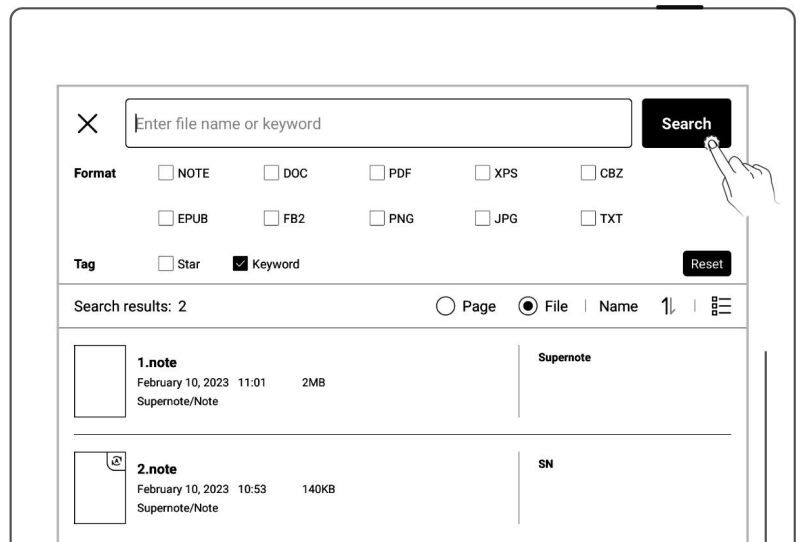 Enter file name or keyword Search
Format NOTE DOC PDF XPS CBZ
EPUB FB2 PNG JPG TXT
Tag Star Keyword Reset
Search results: 2 Page File Name
1.note Supernote
February 10, 2023 11:01 2MB
Supernote/Note
2.note SN
February 10, 2023 10:53 140KB
Supernote/Note